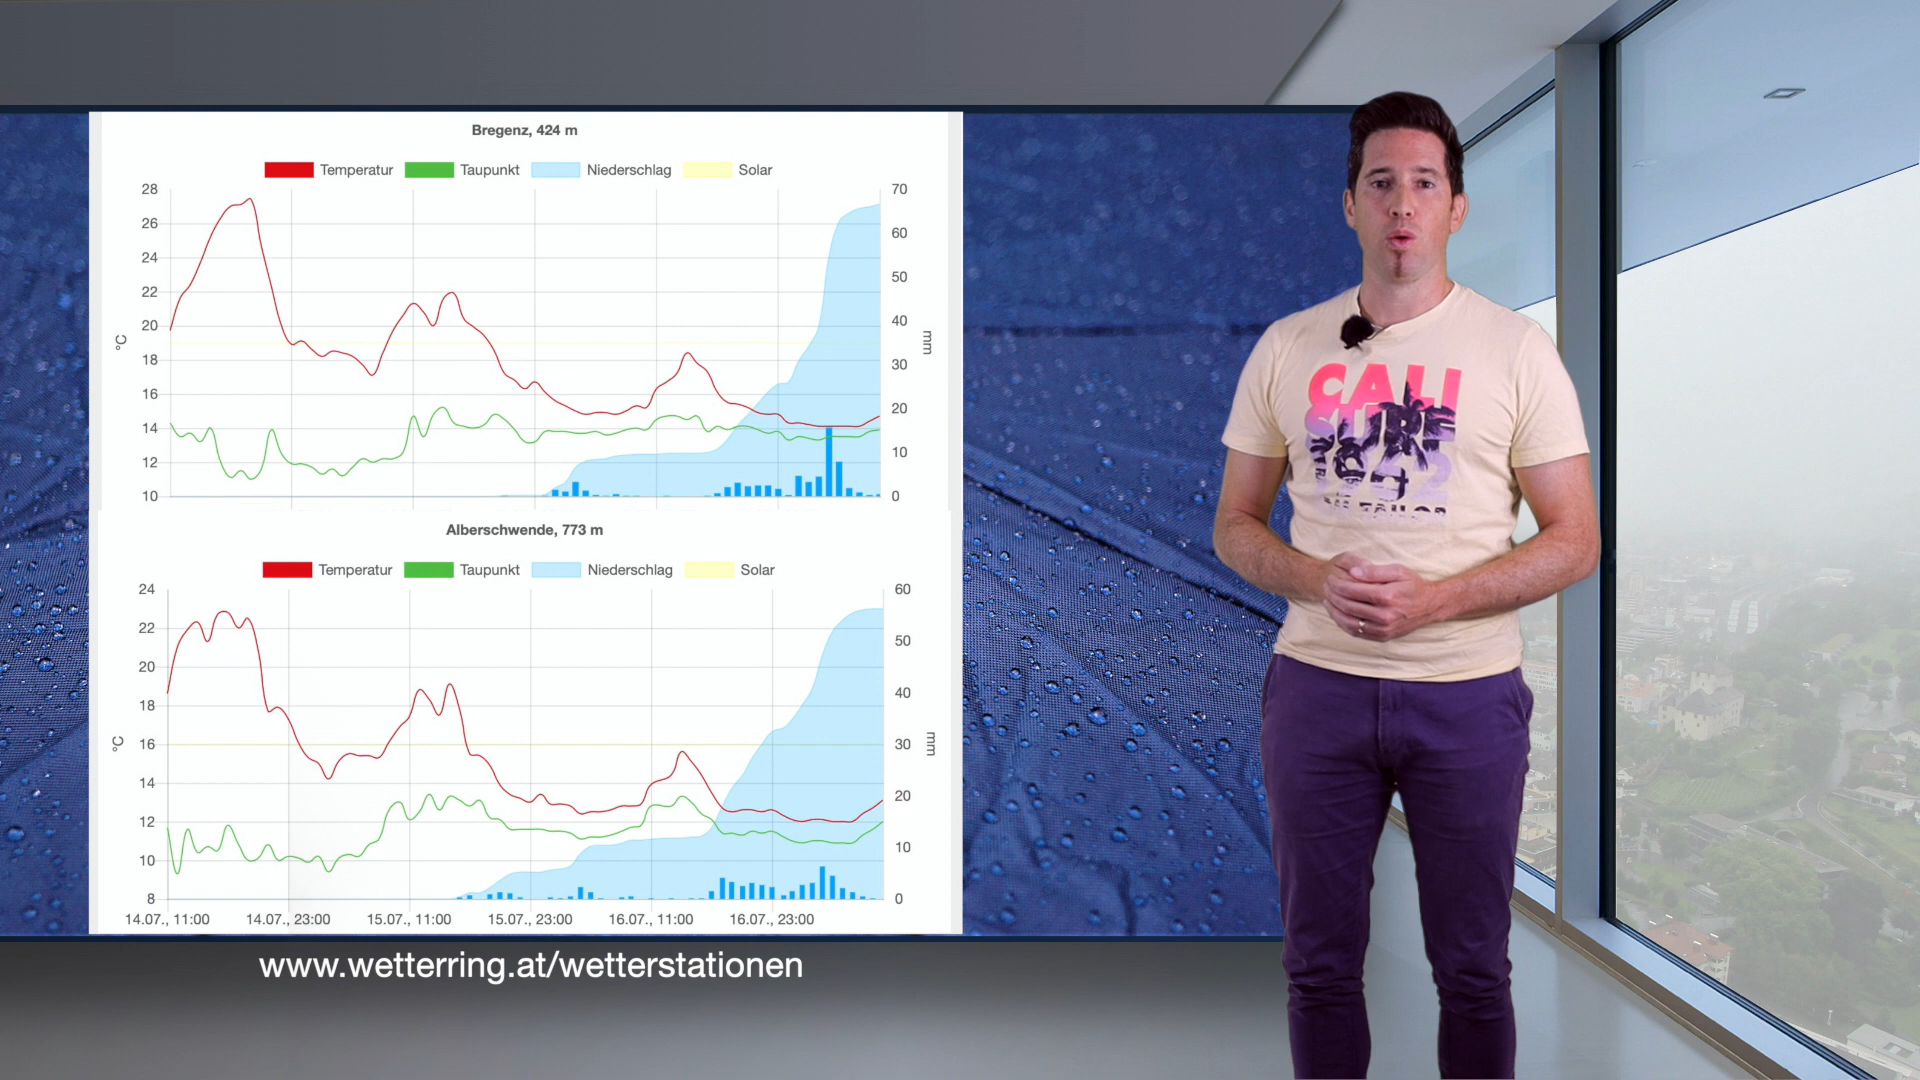 Bregenz, 424 m
Temperatur Taupunkt Niederschlag Solar
28 70
26 60
24 50
22
20 40
°C mm
18 30
16 20
14
12 10
10 0
Alberschwende, 773 m
Temperatur Taupunkt Niederschlag Solar
24 60
22 50
20
18 40
°C mm
16 30
14
12 20
10 10
8 0
14.07., 11:00 14.07., 23:00 15.07., 11:00 15.07., 23:00 16.07., 11:00 16.07., 23:00
www.wetterring.at/wetterstationen
CALI
SURF